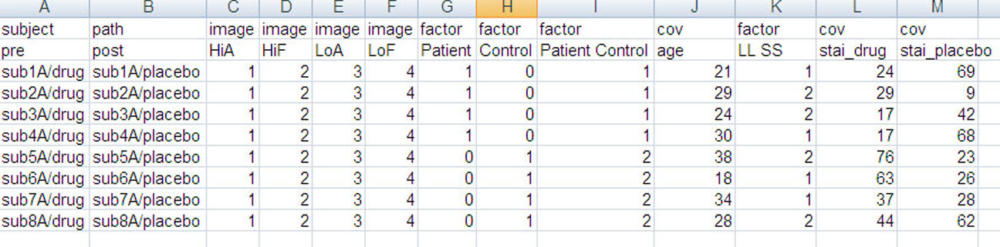 A B C D E F G H I J K L M
subject path image image image image factor factor factor cov factor cov cov
pre post HiA HiF LoA LoF Patient Control Patient Control age LL SS stai_drug stai_placebo
sub1A/drug sub1A/placebo 1 2 3 4 1 0 1 21 1 24 69
sub2A/drug sub2A/placebo 1 2 3 4 1 0 1 29 2 29 9
sub3A/drug sub3A/placebo 1 2 3 4 1 0 1 24 2 17 42
sub4A/drug sub4A/placebo 1 2 3 4 1 0 1 30 1 17 68
sub5A/drug sub5A/placebo 1 2 3 4 0 1 2 38 2 76 23
sub6A/drug sub6A/placebo 1 2 3 4 0 1 2 18 1 63 26
sub7A/drug sub7A/placebo 1 2 3 4 0 1 2 34 1 37 28
sub8A/drug sub8A/placebo 1 2 3 4 0 1 2 28 2 44 62